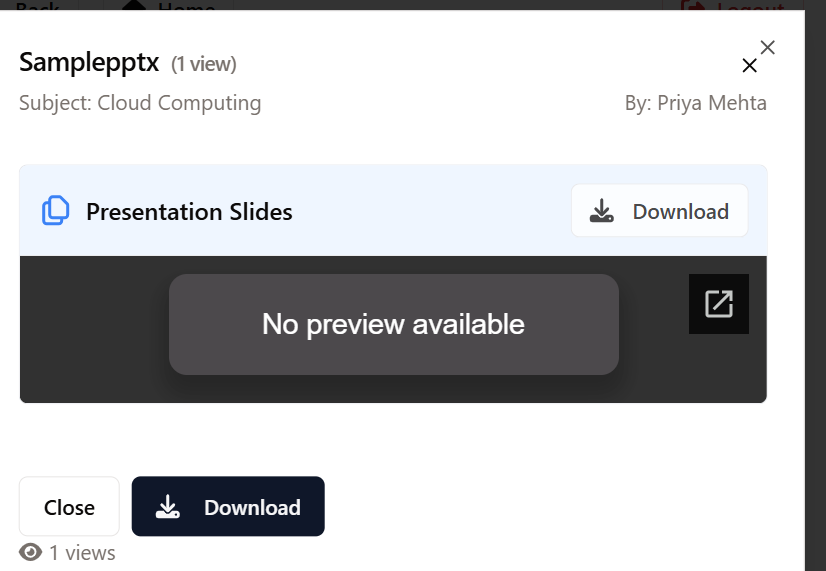 Back Home Logout
Samplepptx (1 view)
Subject: Cloud Computing By: Priya Mehta
Presentation Slides Download
No preview available
Close Download
1 views